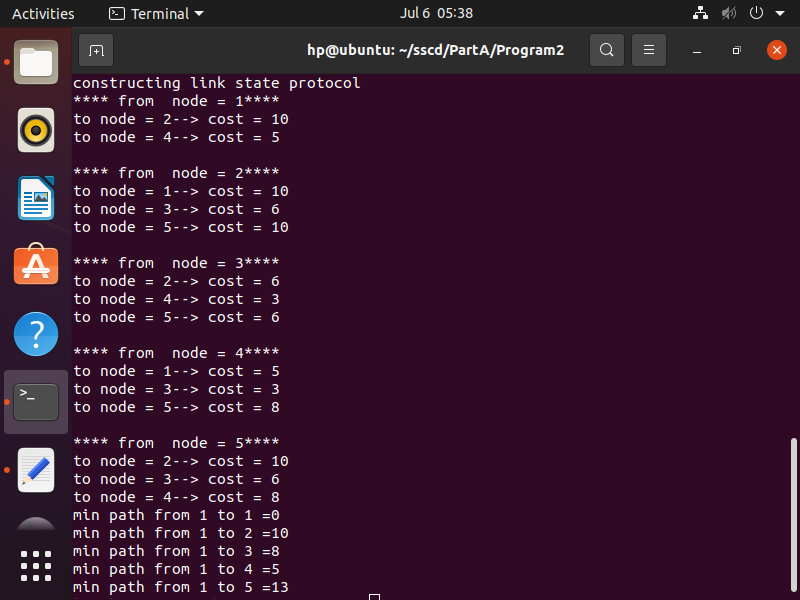 Activities
Terminal
Jul 6 05:38
hp@ubuntu: ~/sscd/PartA/Program2
constructing link state protocol
**** from  node = 1****
to node = 2--> cost = 10
to node = 4--> cost = 5
**** from  node = 2****
to node = 1--> cost = 10
to node = 3--> cost = 6
to node = 5--> cost = 10
**** from  node = 3****
to node = 2--> cost = 6
to node = 4--> cost = 3
to node = 5--> cost = 6
**** from  node = 4****
to node = 1--> cost = 5
to node = 3--> cost = 3
to node = 5--> cost = 8
**** from  node = 5****
to node = 2--> cost = 10
to node = 3--> cost = 6
to node = 4--> cost = 8
min path from 1 to 1 =0
min path from 1 to 2 =10
min path from 1 to 3 =8
min path from 1 to 4 =5
min path from 1 to 5 =13